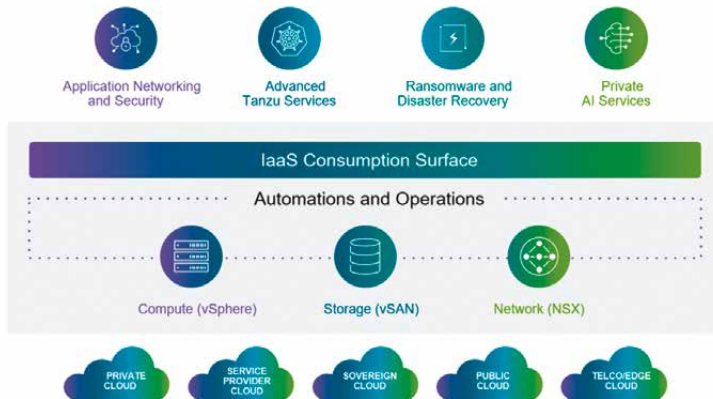 Application Networking
and Security
Advanced
Tanzu Services
Ransomware and
Disaster Recovery
Private
AI Services
IaaS Consumption Surface
Automations and Operations
Compute (vSphere)
Storage (vSAN)
Network (NSX)
PRIVATE
CLOUD
SERVICE
PROVIDER
CLOUD
SOVEREIGN
CLOUD
PUBLIC
CLOUD
TELCO/EDGE
CLOUD